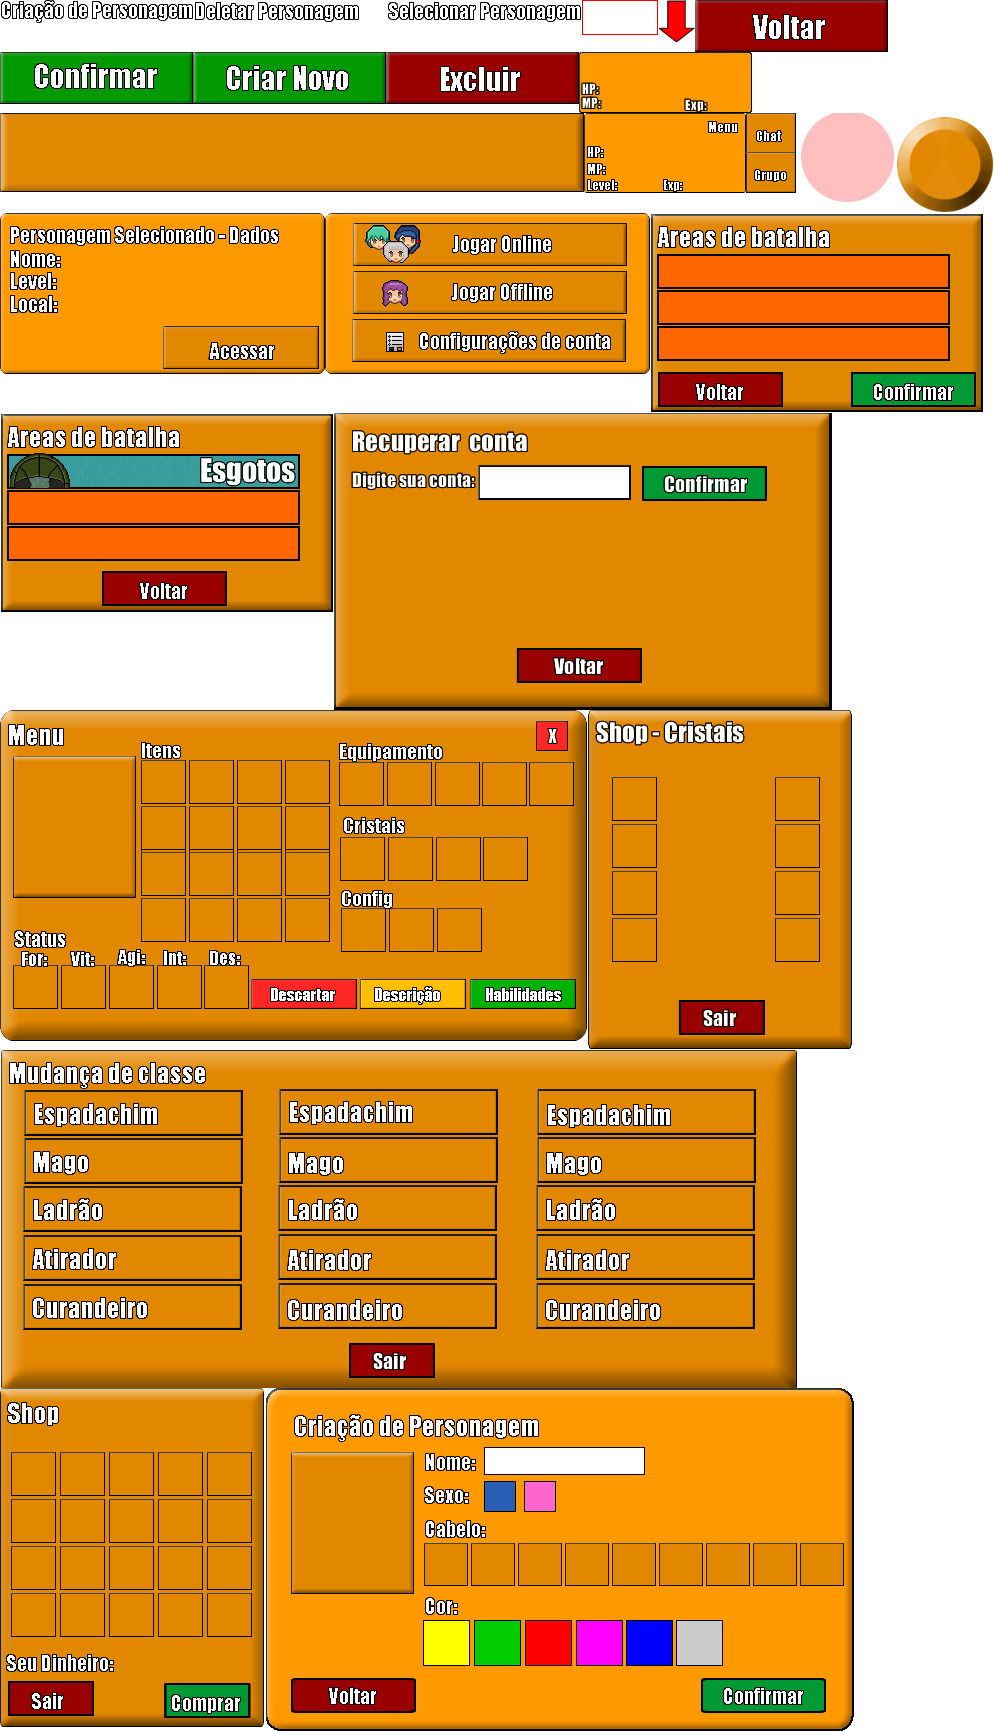 Criação de Personagem
Deletar Personagem
Selecionar Personagem
Voltar
Confirmar
Criar Novo
Excluir
HP:
MP:
Exp:
Menu
HP:
MP:
Level:
Exp:
Chat
Grupo
Personagem Selecionado - Dados
Nome:
Level:
Local:
Acessar
Jogar Online
Jogar Offline
Configurações de conta
Areas de batalha
Voltar
Confirmar
Areas de batalha
Esgotos
Voltar
Recuperar conta
Digite sua conta:
Confirmar
Voltar
Menu
X
Itens
Equipamento
Cristais
Config
Status
For:
Vit:
Agi:
Int:
Des:
Descartar
Descrição
Habilidades
Shop - Cristais
Sair
Mudança de classe
Espadachim
Mago
Ladrão
Atirador
Curandeiro
Espadachim
Mago
Ladrão
Atirador
Curandeiro
Espadachim
Mago
Ladrão
Atirador
Curandeiro
Sair
Shop
Seu Dinheiro:
Sair
Comprar
Criação de Personagem
Nome:
Sexo:
Cabelo:
Cor:
Voltar
Confirmar